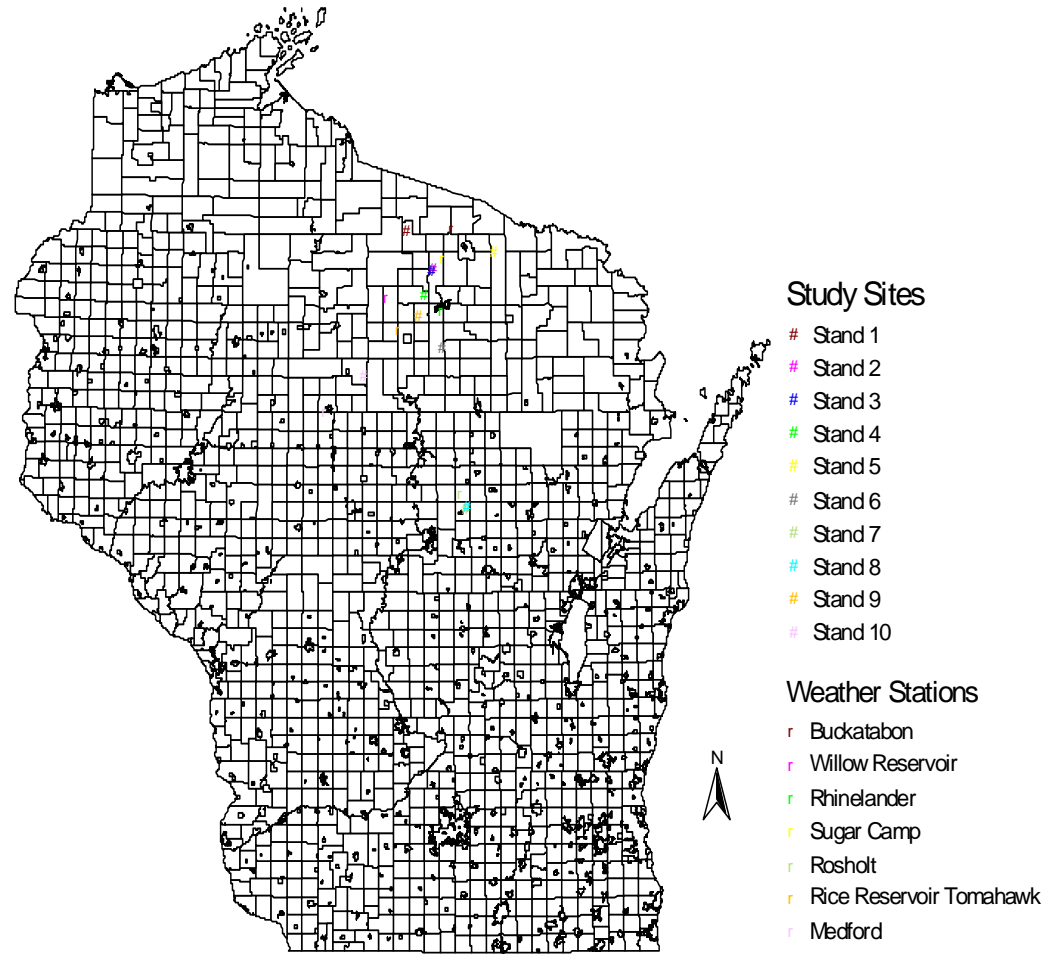 Study Sites
# Stand 1
# Stand 2
# Stand 3
# Stand 4
# Stand 5
# Stand 6
# Stand 7
# Stand 8
# Stand 9
# Stand 10
Weather Stations
r Buckatabon
r Willow Reservoir
r Rhinelander
r Sugar Camp
r Rosholt
r Rice Reservoir Tomahawk
r Medford
N